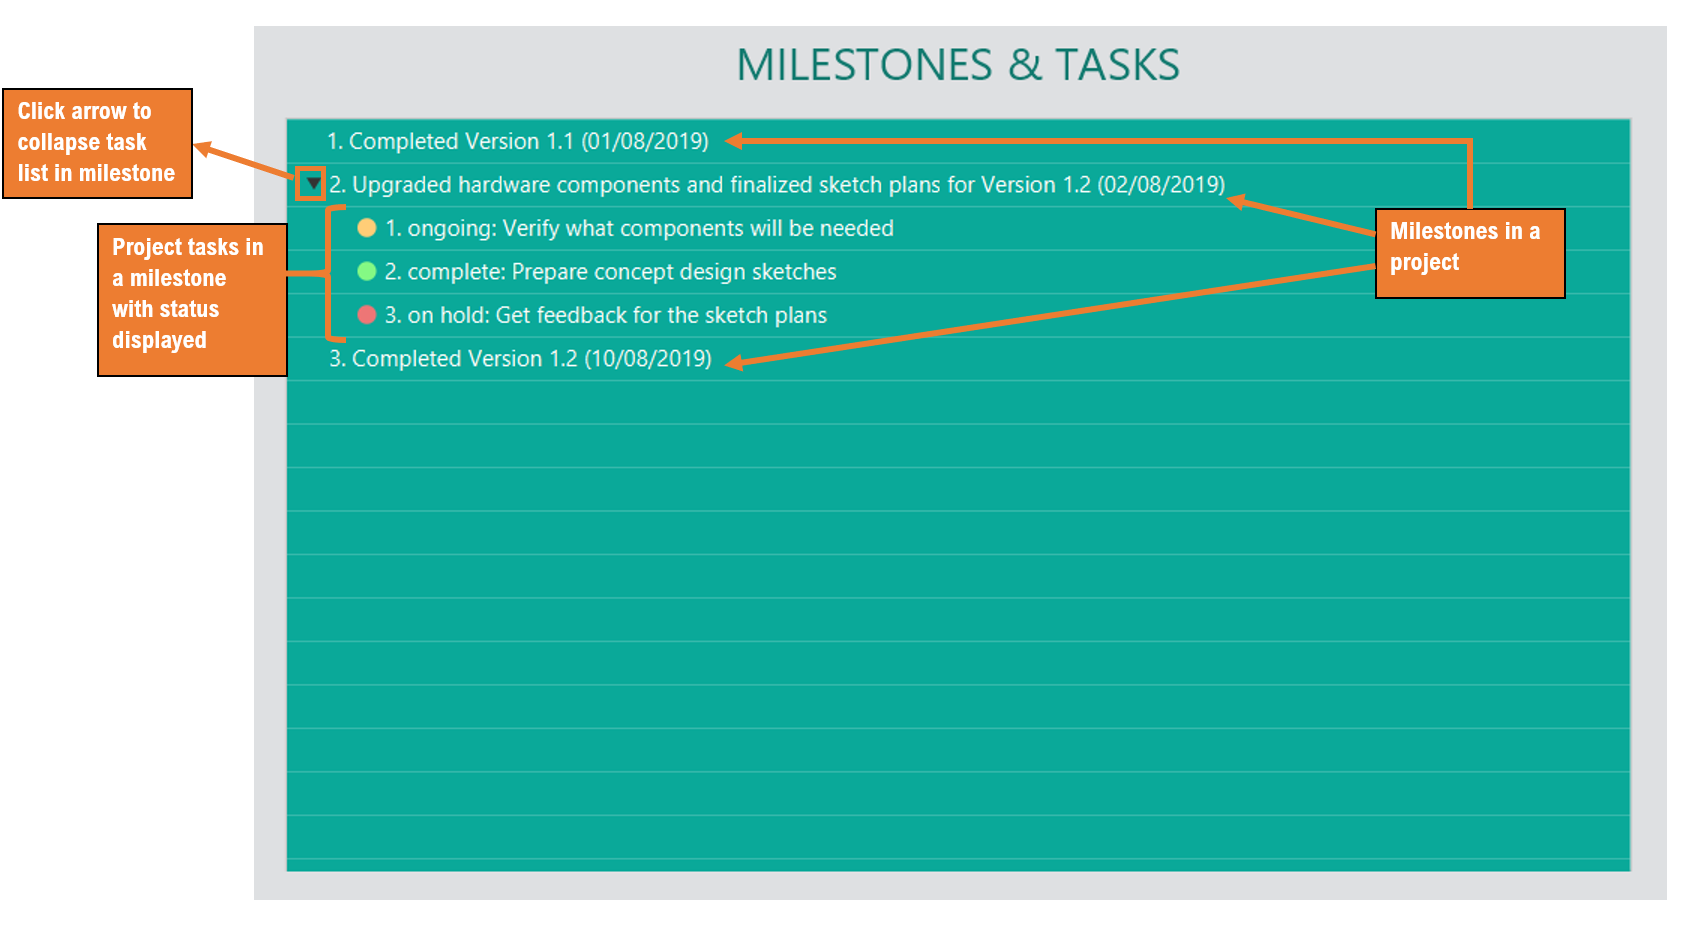 MILESTONES & TASKS
Click arrow to
collapse task
list in milestone
1. Completed Version 1.1 (01/08/2019)
2. Upgraded hardware components and finalized sketch plans for Version 1.2 (02/08/2019)
Project tasks in
a milestone
with status
displayed
1. ongoing: Verify what components will be needed
2. complete: Prepare concept design sketches
3. on hold: Get feedback for the sketch plans
3. Completed Version 1.2 (10/08/2019)
Milestones in a
project